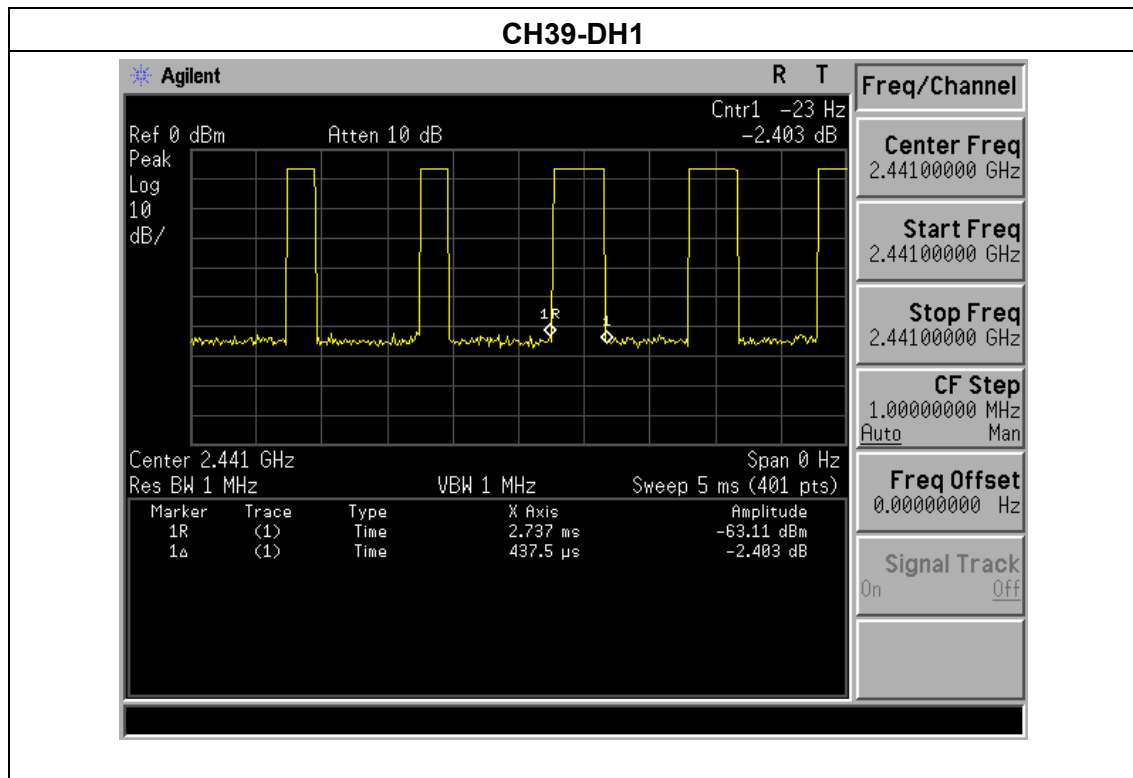 CH39-DH1
Agilent R T
Cntr1 -23 Hz
Ref 0 dBm Atten 10 dB -2.403 dB
Peak
Log
10
dB/
1R
1
Center 2.441 GHz Span 0 Hz
Res BW 1 MHz VBW 1 MHz Sweep 5 ms (401 pts)
Marker Trace Type X Axis Amplitude
1R (1) Time 2.737 ms -63.11 dBm
1Δ (1) Time 437.5 µs -2.403 dB
Freq/Channel
Center Freq
2.44100000 GHz
Start Freq
2.44100000 GHz
Stop Freq
2.44100000 GHz
CF Step
1.00000000 MHz
Auto Man
Freq Offset
0.00000000 Hz
Signal Track
On Off